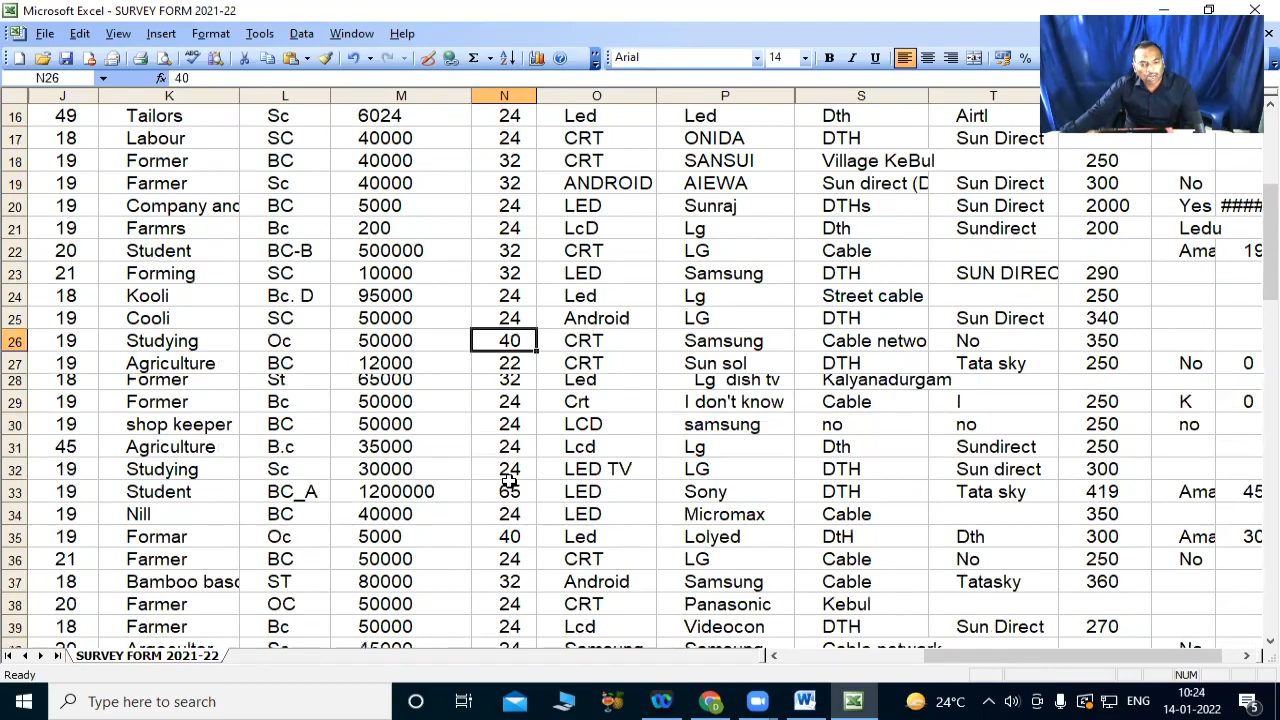 Microsoft Excel - SURVEY FORM 2021-22
File Edit View Insert Format Tools Data Window Help
Arial 14 B I U %
N26 fx 40
J K L M N O P S T
16 49 Tailors Sc 6024 24 Led Led Dth Airtl
17 18 Labour SC 40000 24 CRT ONIDA DTH Sun Direct
18 19 Former BC 40000 32 CRT SANSUI Village KeBul 250
19 19 Farmer Sc 40000 32 ANDROID AIEWA Sun direct (D Sun Direct 300 No
20 19 Company and BC 5000 24 LED Sunraj DTHs Sun Direct 2000 Yes ####
21 19 Farmrs Bc 200 24 LcD Lg Dth Sundirect 200 Ledu
22 20 Student BC-B 500000 32 CRT LG Cable Ama 19
23 21 Forming SC 10000 32 LED Samsung DTH SUN DIREC 290
24 18 Kooli Bc. D 95000 24 Led Lg Street cable 250
25 19 Cooli SC 50000 24 Android LG DTH Sun Direct 340
26 19 Studying Oc 50000 40 CRT Samsung Cable netwo No 350
27 19 Agriculture BC 12000 22 CRT Sun sol DTH Tata sky No 0
28 18 Former St 65000 32 Led Lg dish tv Kalyanadurgam
29 19 Former Bc 50000 24 Crt I don't know Cable I 250 K 0
30 19 shop keeper BC 50000 24 LCD samsung no no 250 no
31 45 Agriculture B.c 35000 24 Lcd Lg Dth Sundirect 250
32 19 Studying Sc 30000 24 LED TV LG DTH Sun direct 300
33 19 Student BC_A 1200000 65 LED Sony DTH Tata sky 419 Ama 45
34 19 Nill BC 40000 24 LED Micromax Cable 350
35 19 Formar Oc 5000 40 Led Lolyed DtH Dth 300 Ama 30
36 21 Farmer BC 50000 24 CRT LG Cable No 250 No
37 18 Bamboo basc ST 80000 32 Android Samsung Cable Tatasky 360
38 20 Farmer OC 50000 24 CRT Panasonic Kebul
39 18 Farmer Bc 50000 24 Lcd Videocon DTH Sun Direct 270
SURVEY FORM 2021-22
Ready NUM
Type here to search 24°C ENG 10:24
14-01-2022 5